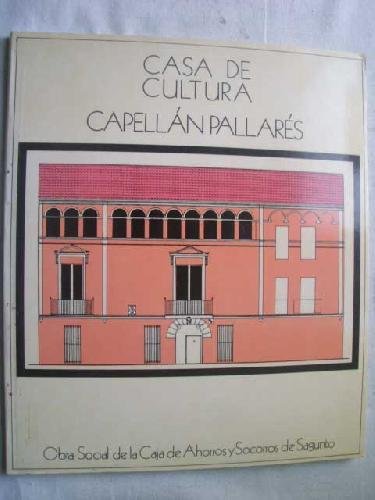 CASA DE
CULTURA
CAPELLÁN PALLARÉS
Obra Social de la Caja de Ahorros y Socorros de Sagunto